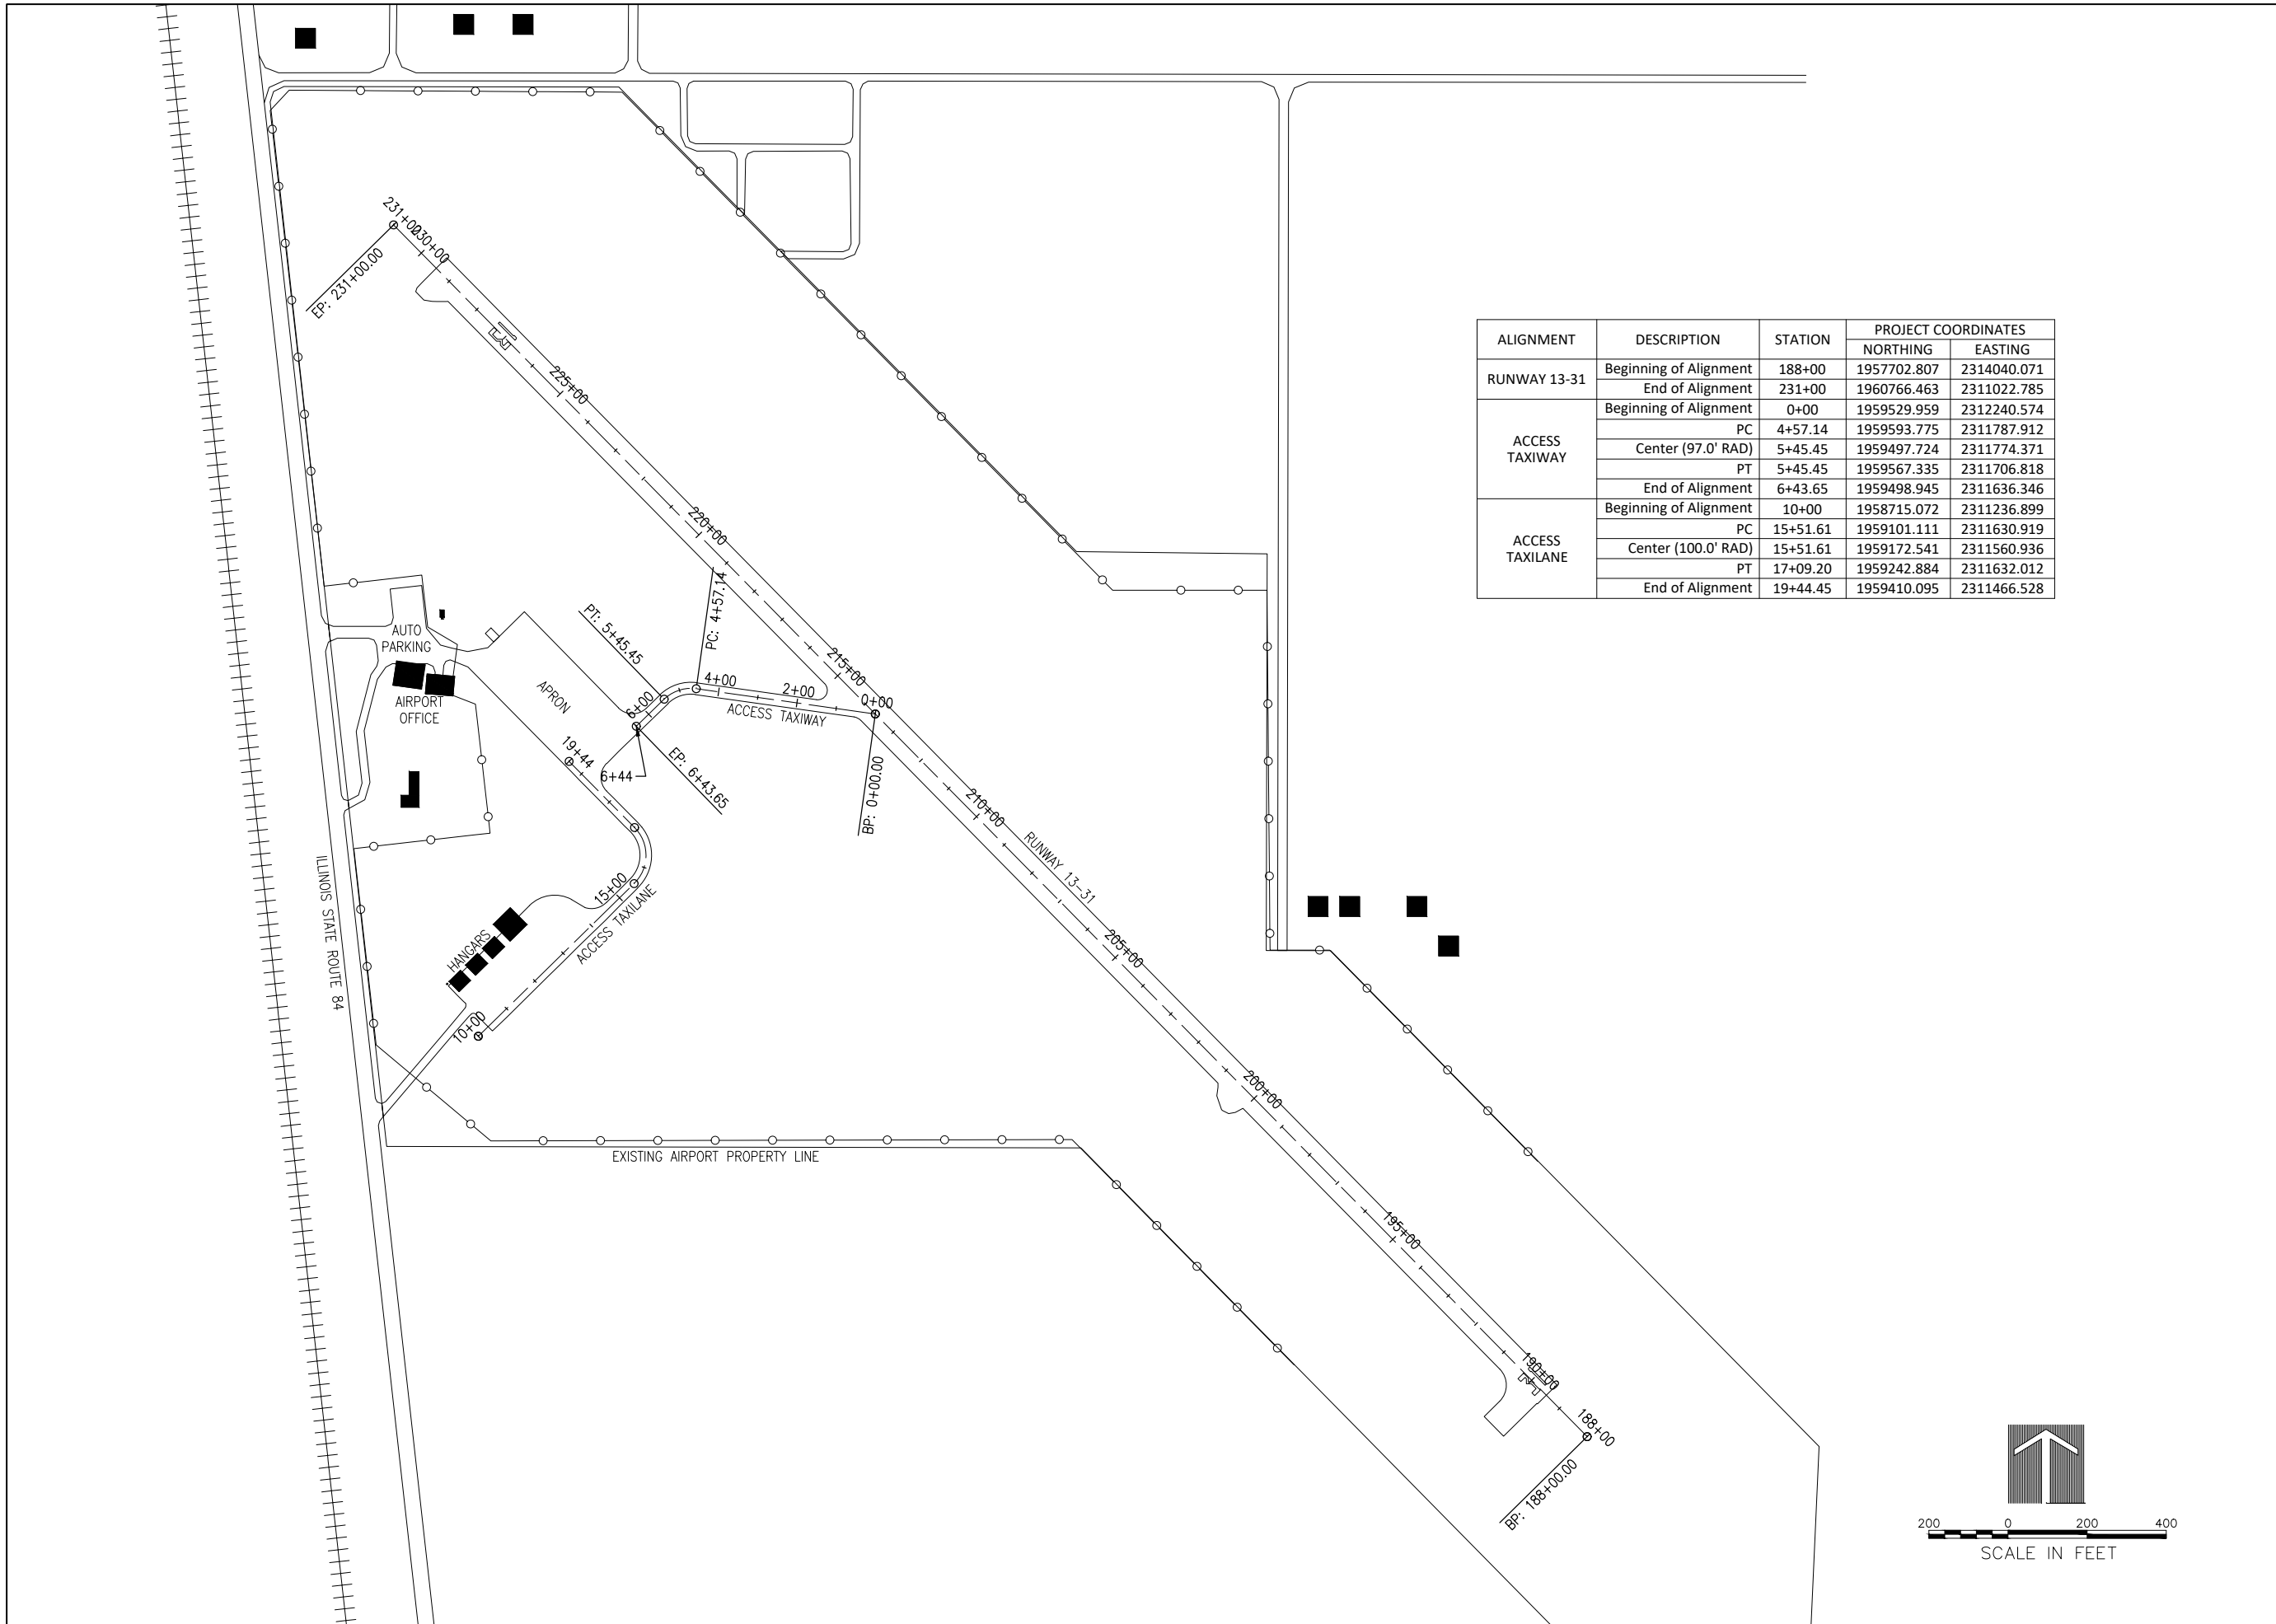 231+00
230+00
EP: 231+00.00
225+00
220+00
215+00
210+00
205+00
200+00
195+00
190+00
188+00
BP: 188+00.00
RUNWAY 13-31
PT: 5+45.45
PC: 4+57.14
4+00
2+00
0+00
ACCESS TAXIWAY
6+00
EP: 6+43.65
6+44
BP: 0+00.00
AUTO
PARKING
AIRPORT
OFFICE
APRON
19+44
15+00
ACCESS TAXILANE
HANGARS
10+00
ILLINOIS STATE ROUTE 84
EXISTING AIRPORT PROPERTY LINE
ALIGNMENT DESCRIPTION STATION PROJECT COORDINATES
NORTHING EASTING
RUNWAY 13-31 Beginning of Alignment 188+00 1957702.807 2314040.071
End of Alignment 231+00 1960766.463 2311022.785
ACCESS TAXIWAY Beginning of Alignment 0+00 1959529.959 2312240.574
PC 4+57.14 1959593.775 2311787.912
Center (97.0' RAD) 5+45.45 1959497.724 2311774.371
PT 5+45.45 1959567.335 2311706.818
End of Alignment 6+43.65 1959498.945 2311636.346
ACCESS TAXILANE Beginning of Alignment 10+00 1958715.072 2311236.899
PC 15+51.61 1959101.111 2311630.919
Center (100.0' RAD) 15+51.61 1959172.541 2311560.936
PT 17+09.20 1959242.884 2311632.012
End of Alignment 19+44.45 1959410.095 2311466.528
200 0 200 400
SCALE IN FEET